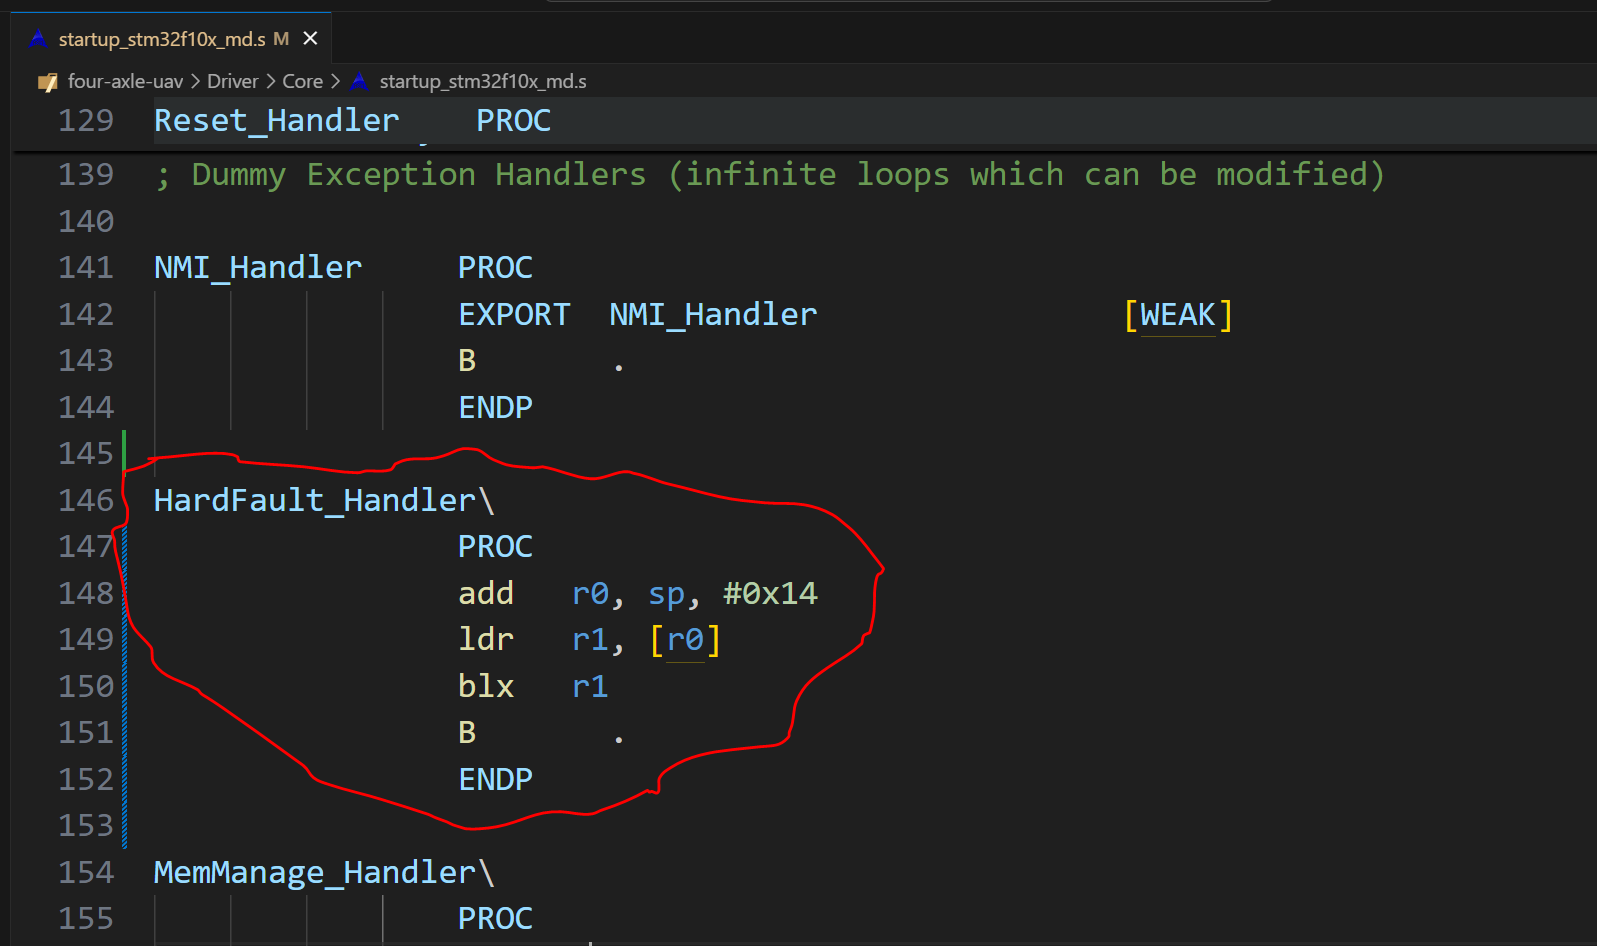 startup_stm32f10x_md.s M ×
four-axle-uav > Driver > Core > startup_stm32f10x_md.s
129 Reset_Handler PROC
139 ; Dummy Exception Handlers (infinite loops which can be modified)
140
141 NMI_Handler PROC
142 EXPORT NMI_Handler [WEAK]
143 B .
144 ENDP
145
146 HardFault_Handler\
147 PROC
148 add r0, sp, #0x14
149 ldr r1, [r0]
150 blx r1
151 B .
152 ENDP
153
154 MemManage_Handler\
155 PROC